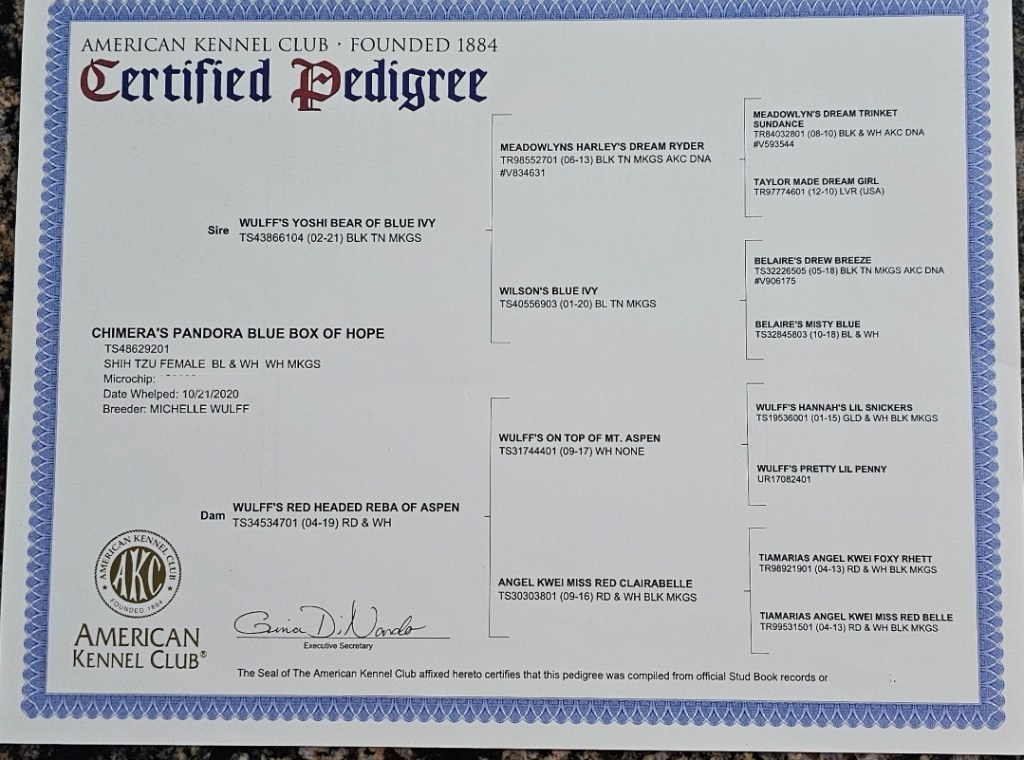 AMERICAN KENNEL CLUB · FOUNDED 1884
Certified Pedigree
Sire
WULFF'S YOSHI BEAR OF BLUE IVY
TS43866104 (02-21) BLK TN MKGS
CHIMERA'S PANDORA BLUE BOX OF HOPE
TS48629201
SHIH TZU FEMALE BL & WH WH MKGS
Microchip:
Date Whelped: 10/21/2020
Breeder: MICHELLE WULFF
Dam
WULFF'S RED HEADED REBA OF ASPEN
TS34534701 (04-19) RD & WH
MEADOWLYNS HARLEY'S DREAM RYDER
TR98552701 (06-13) BLK TN MKGS AKC DNA
#V834631
WILSON'S BLUE IVY
TS40556903 (01-20) BL TN MKGS
WULFF'S ON TOP OF MT. ASPEN
TS31744401 (09-17) WH NONE
ANGEL KWEI MISS RED CLAIRABELLE
TS30303801 (09-16) RD & WH BLK MKGS
MEADOWLYN'S DREAM TRINKET
SUNDANCE
TR84032801 (08-10) BLK & WH AKC DNA
#V593544
TAYLOR MADE DREAM GIRL
TR97774601 (12-10) LVR (USA)
BELAIRE'S DREW BREEZE
TS32226505 (05-18) BLK TN MKGS AKC DNA
#V906175
BELAIRE'S MISTY BLUE
TS32845803 (10-18) BL & WH
WULFF'S HANNAH'S LIL SNICKERS
TS19536001 (01-15) GLD & WH BLK MKGS
WULFF'S PRETTY LIL PENNY
UR17082401
TIAMARIAS ANGEL KWEI FOXY RHETT
TR98921901 (04-13) RD & WH BLK MKGS
TIAMARIAS ANGEL KWEI MISS RED BELLE
TR99531501 (04-13) RD & WH BLK MKGS
AMERICAN KENNEL CLUB
AKC
FOUNDED 1884
AMERICAN
KENNEL CLUB®
Gina DiNardo
Executive Secretary
The Seal of The American Kennel Club affixed hereto certifies that this pedigree was compiled from official Stud Book records or